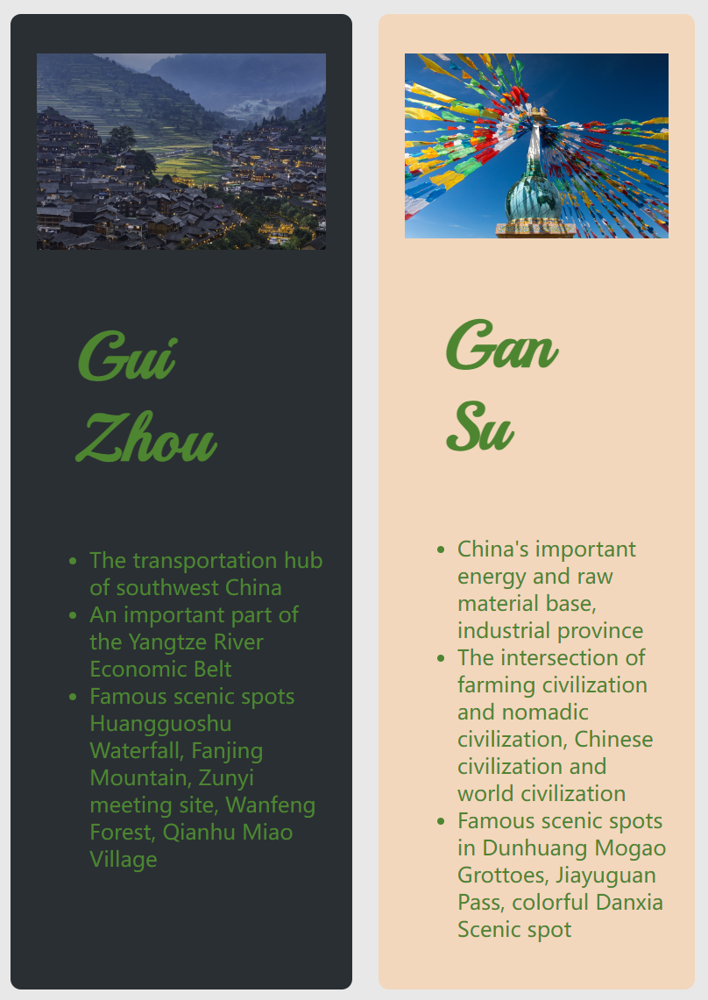 Gui
Zhou
• The transportation hub
of southwest China
• An important part of
the Yangtze River
Economic Belt
• Famous scenic spots
Huangguoshu
Waterfall, Fanjing
Mountain, Zunyi
meeting site, Wanfeng
Forest, Qianhu Miao
Village
Gan
Su
• China's important
energy and raw
material base,
industrial province
• The intersection of
farming civilization
and nomadic
civilization, Chinese
civilization and
world civilization
• Famous scenic spots
in Dunhuang Mogao
Grottoes, Jiayuguan
Pass, colorful Danxia
Scenic spot